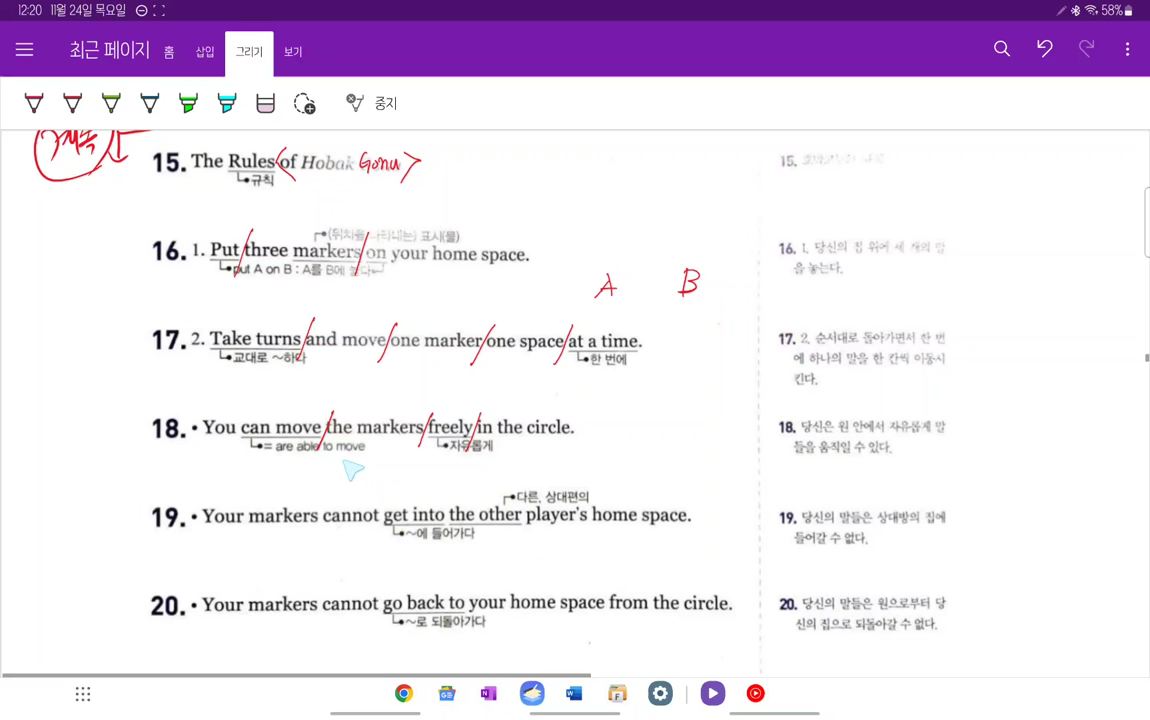 12:20 11월 24일 목요일
58%
최근 페이지 홈 삽입 그리기 보기
중지
15. The Rules of Hobak Gonu
규칙
15.
(위치를 나타내는) 표시(물)
16. 1. Put three markers on your home space.
put A on B : A를 B에 놓다
16. 1. 당신의 집 위에 세 개의 말
을 놓는다.
A B
17. 2. Take turns and move one marker one space at a time.
교대로 ~하다
한 번에
17. 2. 순서대로 돌아가면서 한 번
에 하나의 말을 한 칸씩 이동시
킨다.
18. • You can move the markers freely in the circle.
= are able to move
자유롭게
18. 당신은 원 안에서 자유롭게 말
들을 움직일 수 있다.
다른, 상대편의
19. • Your markers cannot get into the other player's home space.
~에 들어가다
19. 당신의 말들은 상대방의 집에
들어갈 수 없다.
20. • Your markers cannot go back to your home space from the circle.
~로 되돌아가다
20. 당신의 말들은 원으로부터 당
신의 집으로 되돌아갈 수 없다.